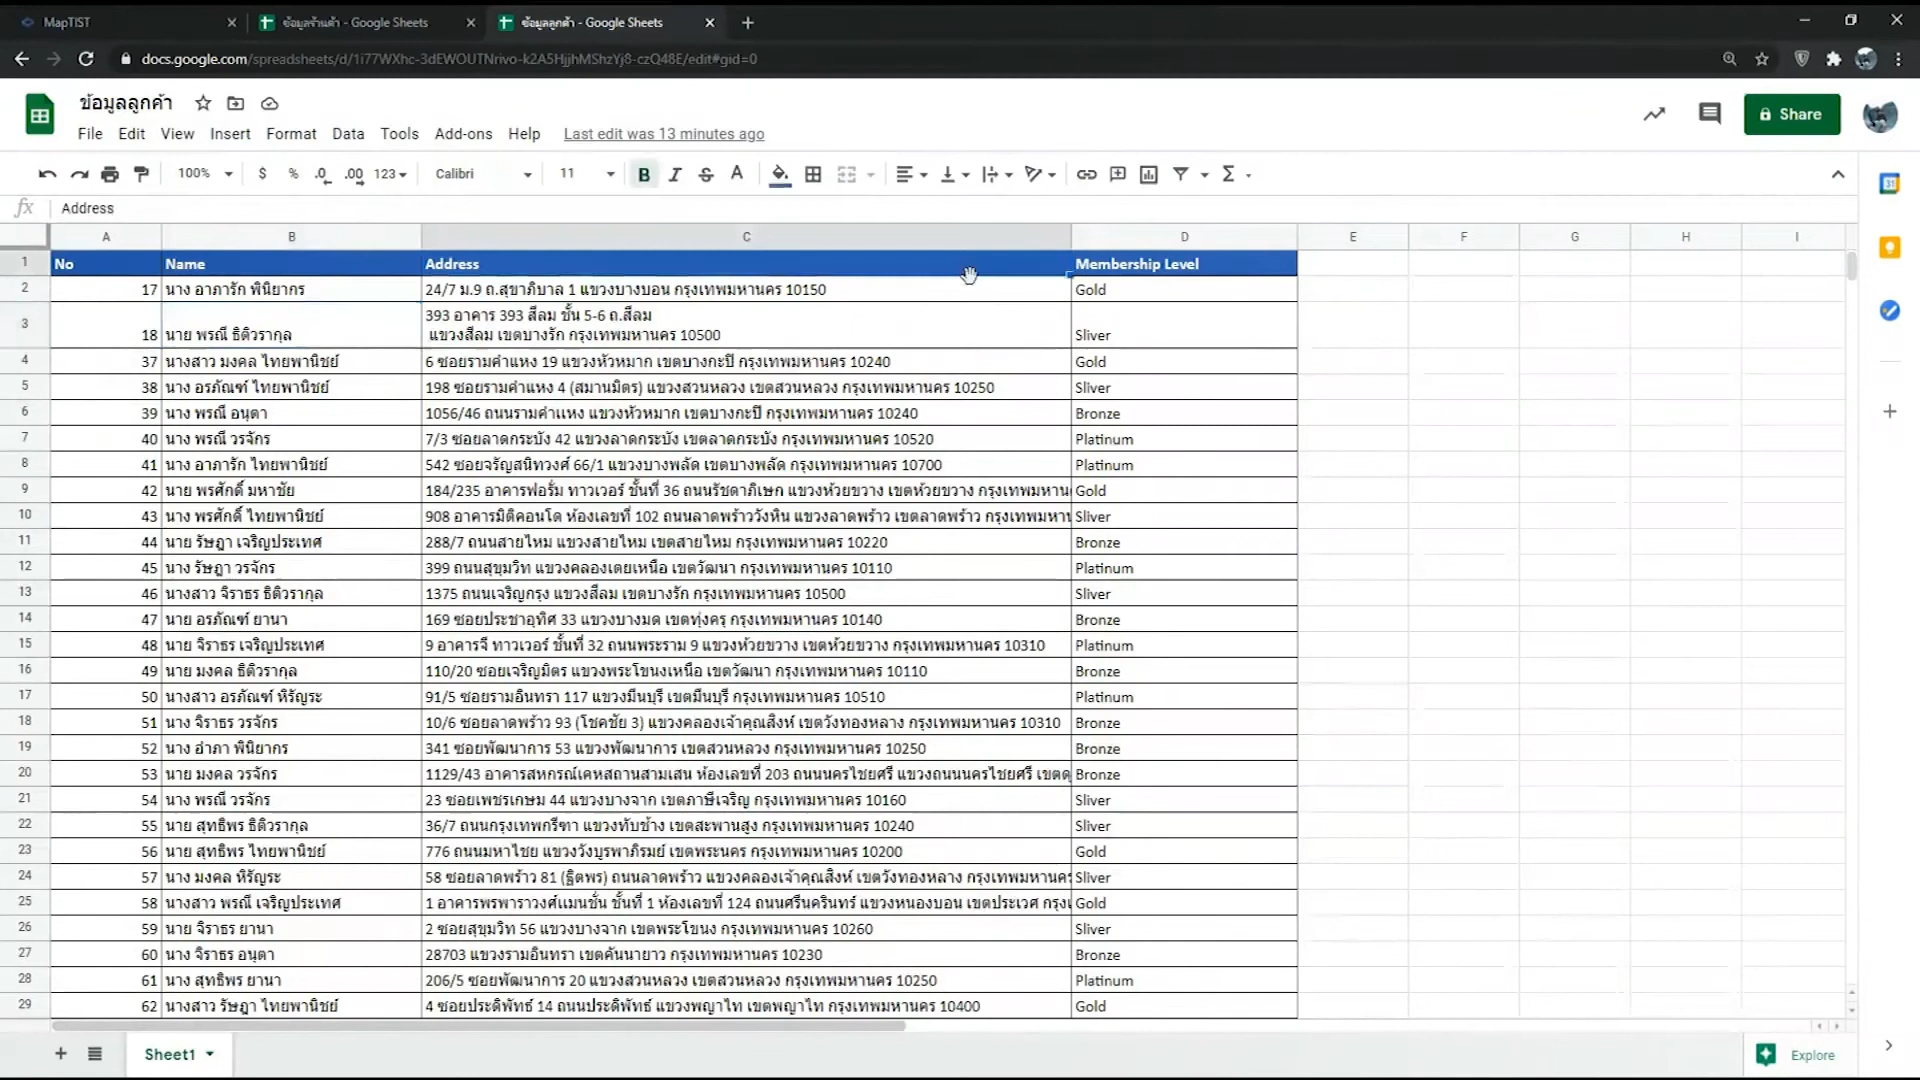 MapTIST
ข้อมูลร้านค้า - Google Sheets
ข้อมูลลูกค้า - Google Sheets
docs.google.com/spreadsheets/d/1i77WXhc-3dEWOUTNrivo-k2A5HjjhMShzYj8-czQ48E/edit#gid=0
ข้อมูลลูกค้า
File Edit View Insert Format Data Tools Add-ons Help Last edit was 13 minutes ago
Share
100% $ % .0 .00 123 Calibri 11 B I S A
fx Address
A B C D E F G H I
1 No Name Address Membership Level
2 17 นาง อาภารัก พินิยากร 24/7 ม.9 ถ.สุขาภิบาล 1 แขวงบางบอน กรุงเทพมหานคร 10150 Gold
393 อาคาร 393 สีลม ชั้น 5-6 ถ.สีลม
3 18 นาย พรณี ธิติวรากุล แขวงสีลม เขตบางรัก กรุงเทพมหานคร 10500 Sliver
4 37 นางสาว มงคล ไทยพานิชย์ 6 ซอยรามคำแหง 19 แขวงหัวหมาก เขตบางกะปิ กรุงเทพมหานคร 10240 Gold
5 38 นาง อรภัณฑ์ ไทยพานิชย์ 198 ซอยรามคำแหง 4 (สมานมิตร) แขวงสวนหลวง เขตสวนหลวง กรุงเทพมหานคร 10250 Sliver
6 39 นาง พรณี อนุตา 1056/46 ถนนรามคำแหง แขวงหัวหมาก เขตบางกะปิ กรุงเทพมหานคร 10240 Bronze
7 40 นาง พรณี วรจักร 7/3 ซอยลาดกระบัง 42 แขวงลาดกระบัง เขตลาดกระบัง กรุงเทพมหานคร 10520 Platinum
8 41 นาง อาภารัก ไทยพานิชย์ 542 ซอยจรัญสนิทวงศ์ 66/1 แขวงบางพลัด เขตบางพลัด กรุงเทพมหานคร 10700 Platinum
9 42 นาย พรศักดิ์ มหาชัย 184/235 อาคารฟอรั่ม ทาวเวอร์ ชั้นที่ 36 ถนนรัชดาภิเษก แขวงห้วยขวาง เขตห้วยขวาง กรุงเทพมหาน Gold
10 43 นาง พรศักดิ์ ไทยพานิชย์ 908 อาคารมิติคอนโด ห้องเลขที่ 102 ถนนลาดพร้าววังหิน แขวงลาดพร้าว เขตลาดพร้าว กรุงเทพมหาน Sliver
11 44 นาย รัษฎา เจริญประเทศ 288/7 ถนนสายไหม แขวงสายไหม เขตสายไหม กรุงเทพมหานคร 10220 Bronze
12 45 นาง รัษฎา วรจักร 399 ถนนสุขุมวิท แขวงคลองเตยเหนือ เขตวัฒนา กรุงเทพมหานคร 10110 Platinum
13 46 นางสาว จิราธร ธิติวรากุล 1375 ถนนเจริญกรุง แขวงสีลม เขตบางรัก กรุงเทพมหานคร 10500 Sliver
14 47 นาย อรภัณฑ์ ยานา 169 ซอยประชาอุทิศ 33 แขวงบางมด เขตทุ่งครุ กรุงเทพมหานคร 10140 Bronze
15 48 นาย จิราธร เจริญประเทศ 9 อาคารจี ทาวเวอร์ ชั้นที่ 32 ถนนพระราม 9 แขวงห้วยขวาง เขตห้วยขวาง กรุงเทพมหานคร 10310 Platinum
16 49 นาย มงคล ธิติวรากุล 110/20 ซอยเจริญมิตร แขวงพระโขนงเหนือ เขตวัฒนา กรุงเทพมหานคร 10110 Bronze
17 50 นางสาว อรภัณฑ์ หิรัญระ 91/5 ซอยรามอินทรา 117 แขวงมีนบุรี เขตมีนบุรี กรุงเทพมหานคร 10510 Platinum
18 51 นาง จิราธร วรจักร 10/6 ซอยลาดพร้าว 93 (โชคชัย 3) แขวงคลองเจ้าคุณสิงห์ เขตวังทองหลาง กรุงเทพมหานคร 10310 Bronze
19 52 นาง อำภา พินิยากร 341 ซอยพัฒนาการ 53 แขวงพัฒนาการ เขตสวนหลวง กรุงเทพมหานคร 10250 Bronze
20 53 นาย มงคล วรจักร 1129/43 อาคารสหกรณ์เคหสถานสามเสน ห้องเลขที่ 203 ถนนนครไชยศรี แขวงถนนนครไชยศรี เขตดุ Bronze
21 54 นาง พรณี วรจักร 23 ซอยเพชรเกษม 44 แขวงบางจาก เขตภาษีเจริญ กรุงเทพมหานคร 10160 Sliver
22 55 นาย สุทธิพร ธิติวรากุล 36/7 ถนนกรุงเทพกรีฑา แขวงทับช้าง เขตสะพานสูง กรุงเทพมหานคร 10240 Sliver
23 56 นาย สุทธิพร ไทยพานิชย์ 776 ถนนมหาไชย แขวงวังบูรพาภิรมย์ เขตพระนคร กรุงเทพมหานคร 10200 Gold
24 57 นาง มงคล หิรัญระ 58 ซอยลาดพร้าว 81 (ฐิตพร) ถนนลาดพร้าว แขวงคลองเจ้าคุณสิงห์ เขตวังทองหลาง กรุงเทพมหานคร Sliver
25 58 นางสาว พรณี เจริญประเทศ 1 อาคารพรพาราวงศ์แมนชั่น ชั้นที่ 1 ห้องเลขที่ 124 ถนนศรีนครินทร์ แขวงหนองบอน เขตประเวศ กรุงเ Gold
26 59 นาย จิราธร ยานา 2 ซอยสุขุมวิท 56 แขวงบางจาก เขตพระโขนง กรุงเทพมหานคร 10260 Sliver
27 60 นาง จิราธร อนุตา 28703 แขวงรามอินทรา เขตคันนายาว กรุงเทพมหานคร 10230 Bronze
28 61 นาง สุทธิพร ยานา 206/5 ซอยพัฒนาการ 20 แขวงสวนหลวง เขตสวนหลวง กรุงเทพมหานคร 10250 Platinum
29 62 นางสาว รัษฎา ไทยพานิชย์ 4 ซอยประดิพัทธ์ 14 ถนนประดิพัทธ์ แขวงพญาไท เขตพญาไท กรุงเทพมหานคร 10400 Gold
Sheet1
Explore